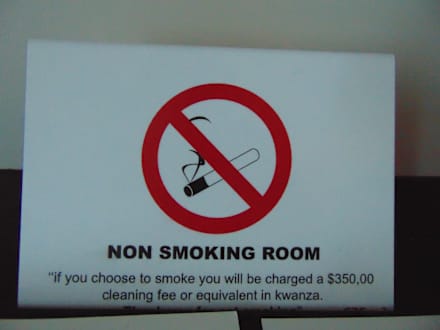 NON SMOKING ROOM
"if you choose to smoke you will be charged a $350,00
cleaning fee or equivalent in kwanza.